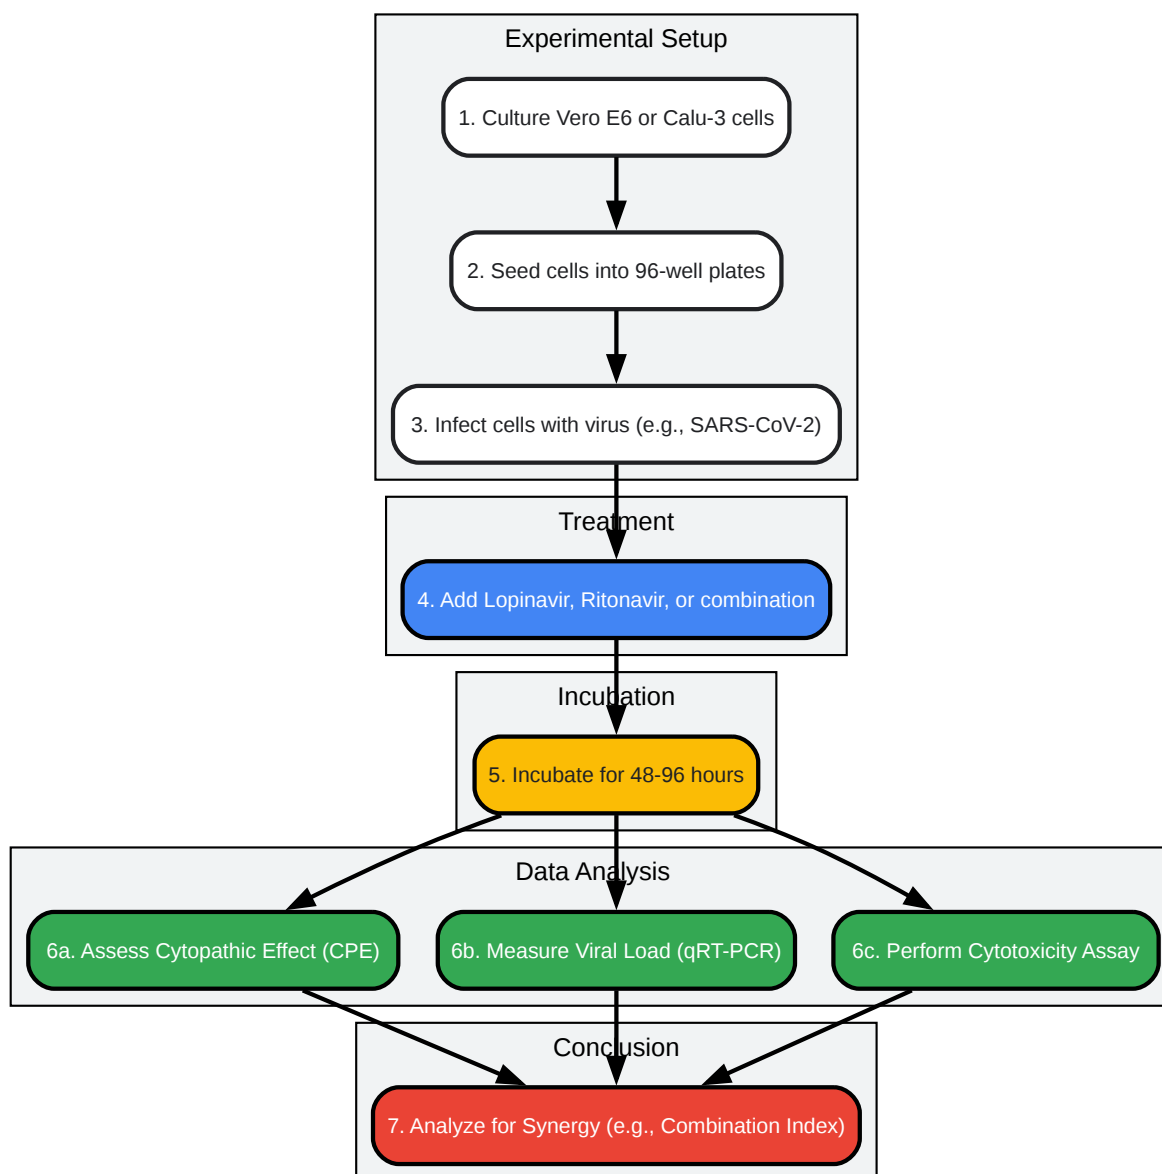 Experimental Setup
1. Culture Vero E6 or Calu-3 cells
2. Seed cells into 96-well plates
3. Infect cells with virus (e.g., SARS-CoV-2)
Treatment
4. Add Lopinavir, Ritonavir, or combination
Incubation
5. Incubate for 48-96 hours
Data Analysis
6a. Assess Cytopathic Effect (CPE)
6b. Measure Viral Load (qRT-PCR)
6c. Perform Cytotoxicity Assay
Conclusion
7. Analyze for Synergy (e.g., Combination Index)